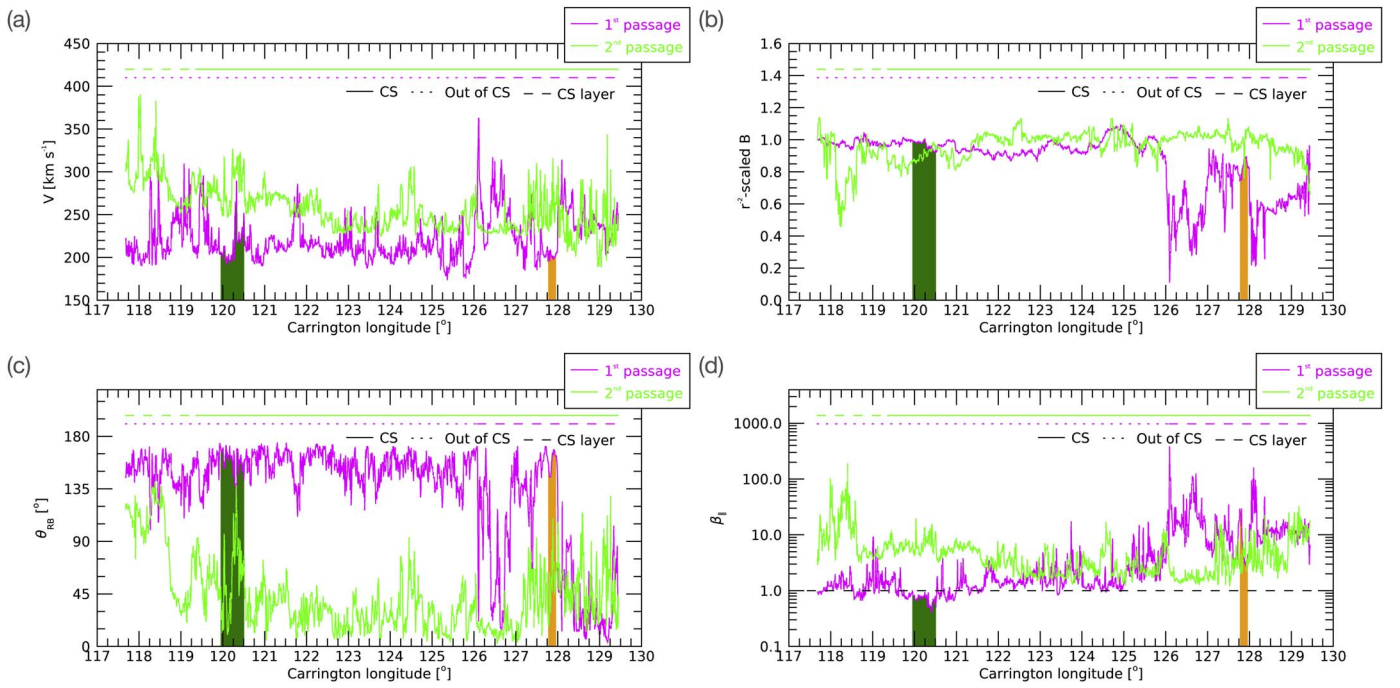 (a)
1st passage
2nd passage
V [km s⁻¹]
450
400
350
300
250
200
150
CS
Out of CS
CS layer
117 118 119 120 121 122 123 124 125 126 127 128 129 130
Carrington longitude [°]
(b)
1st passage
2nd passage
r⁻²-scaled B
1.6
1.4
1.2
1.0
0.8
0.6
0.4
0.2
0.0
CS
Out of CS
CS layer
117 118 119 120 121 122 123 124 125 126 127 128 129 130
Carrington longitude [°]
(c)
1st passage
2nd passage
θRB [°]
180
135
90
45
0
CS
Out of CS
CS layer
117 118 119 120 121 122 123 124 125 126 127 128 129 130
Carrington longitude [°]
(d)
1st passage
2nd passage
β∥
1000.0
100.0
10.0
1.0
0.1
CS
Out of CS
CS layer
117 118 119 120 121 122 123 124 125 126 127 128 129 130
Carrington longitude [°]